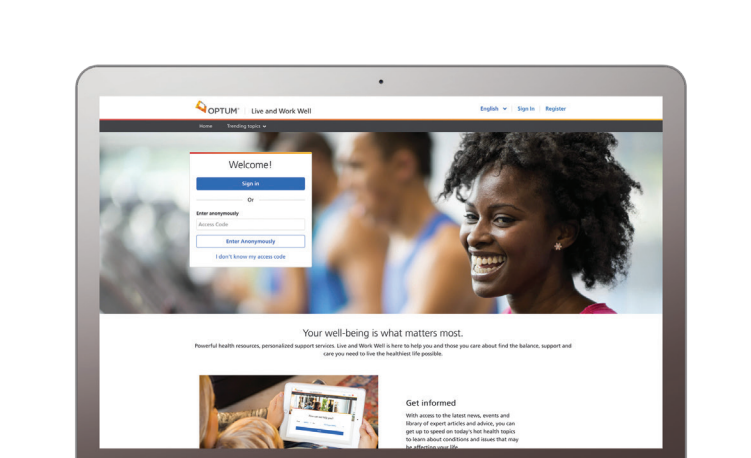 OPTUM® Live and Work Well
English Sign In Register
Home Trending topics
Welcome!
Sign in
Or
Enter anonymously
Access Code
Enter Anonymously
I don't know my access code
Your well-being is what matters most.
Powerful health resources, personalized support services. Live and Work Well is here to help you and those you care about find the balance, support and
care you need to live the healthiest life possible.
Get informed
With access to the latest news, events and
library of expert articles and advice, you can
get up to speed on today's hot health topics
to learn about conditions and issues that may
be affecting your life.